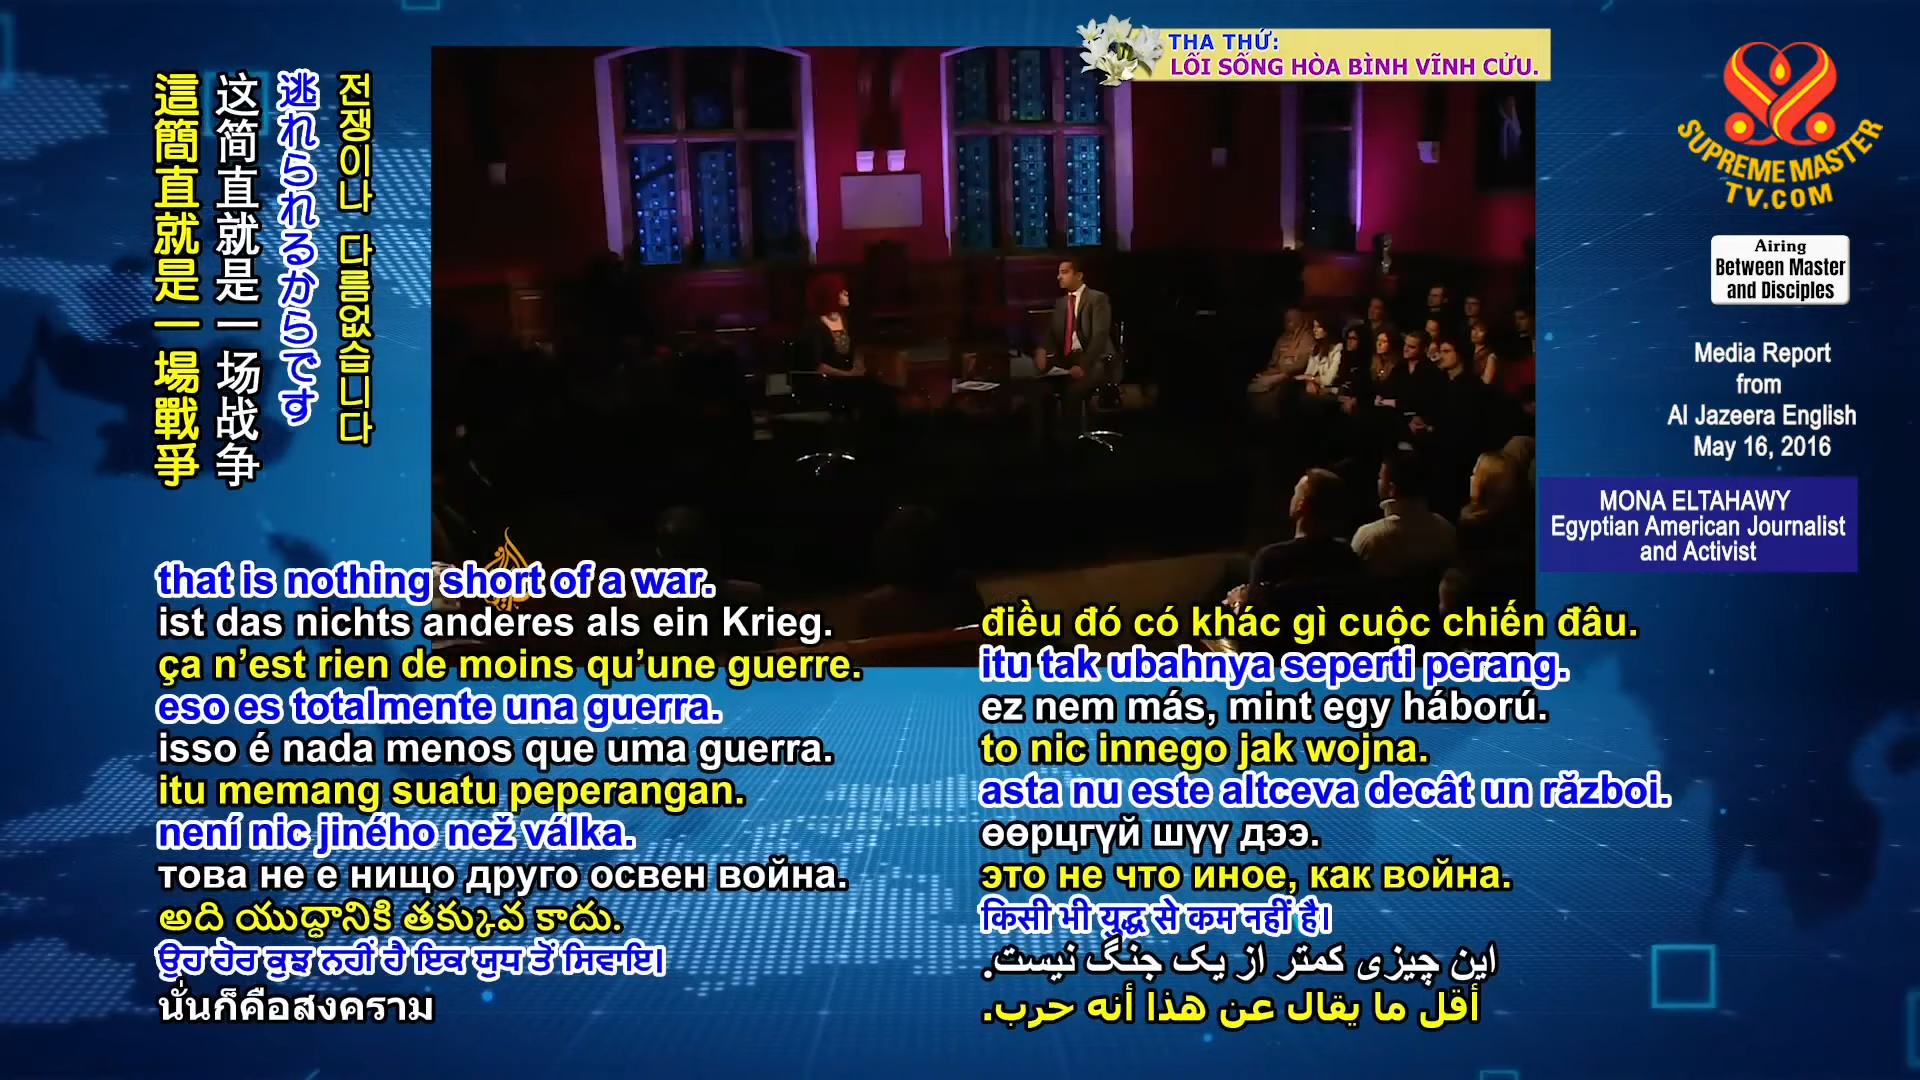 THA THỨ:
LỐI SỐNG HÒA BÌNH VĨNH CỬU.
SUPREME MASTER
TV.COM
Airing
Between Master
and Disciples
Media Report
from
Al Jazeera English
May 16, 2016
MONA ELTAHAWY
Egyptian American Journalist
and Activist
這簡直就是一場戰爭
这简直就是一场战争
逃れられるからです
전쟁이나 다름없습니다
that is nothing short of a war.
ist das nichts anderes als ein Krieg.
ça n’est rien de moins qu’une guerre.
eso es totalmente una guerra.
isso é nada menos que uma guerra.
itu memang suatu peperangan.
není nic jiného než válka.
това не е нищо друго освен война.
అది యుద్ధానికి తక్కువ కాదు.
ਉਹ ਹੋਰ ਕੁਝ ਨਹੀਂ ਹੈ ਇਕ ਯੁਧ ਤੋਂ ਸਿਵਾਇ।
นั่นก็คือสงคราม
điều đó có khác gì cuộc chiến đâu.
itu tak ubahnya seperti perang.
ez nem más, mint egy háború.
to nic innego jak wojna.
asta nu este altceva decât un război.
өөрцгүй шүү дээ.
это не что иное, как война.
किसी भी युद्ध से कम नहीं है।
این چیزی کمتر از یک جنگ نیست.
أقل ما يقال عن هذا أنه حرب.